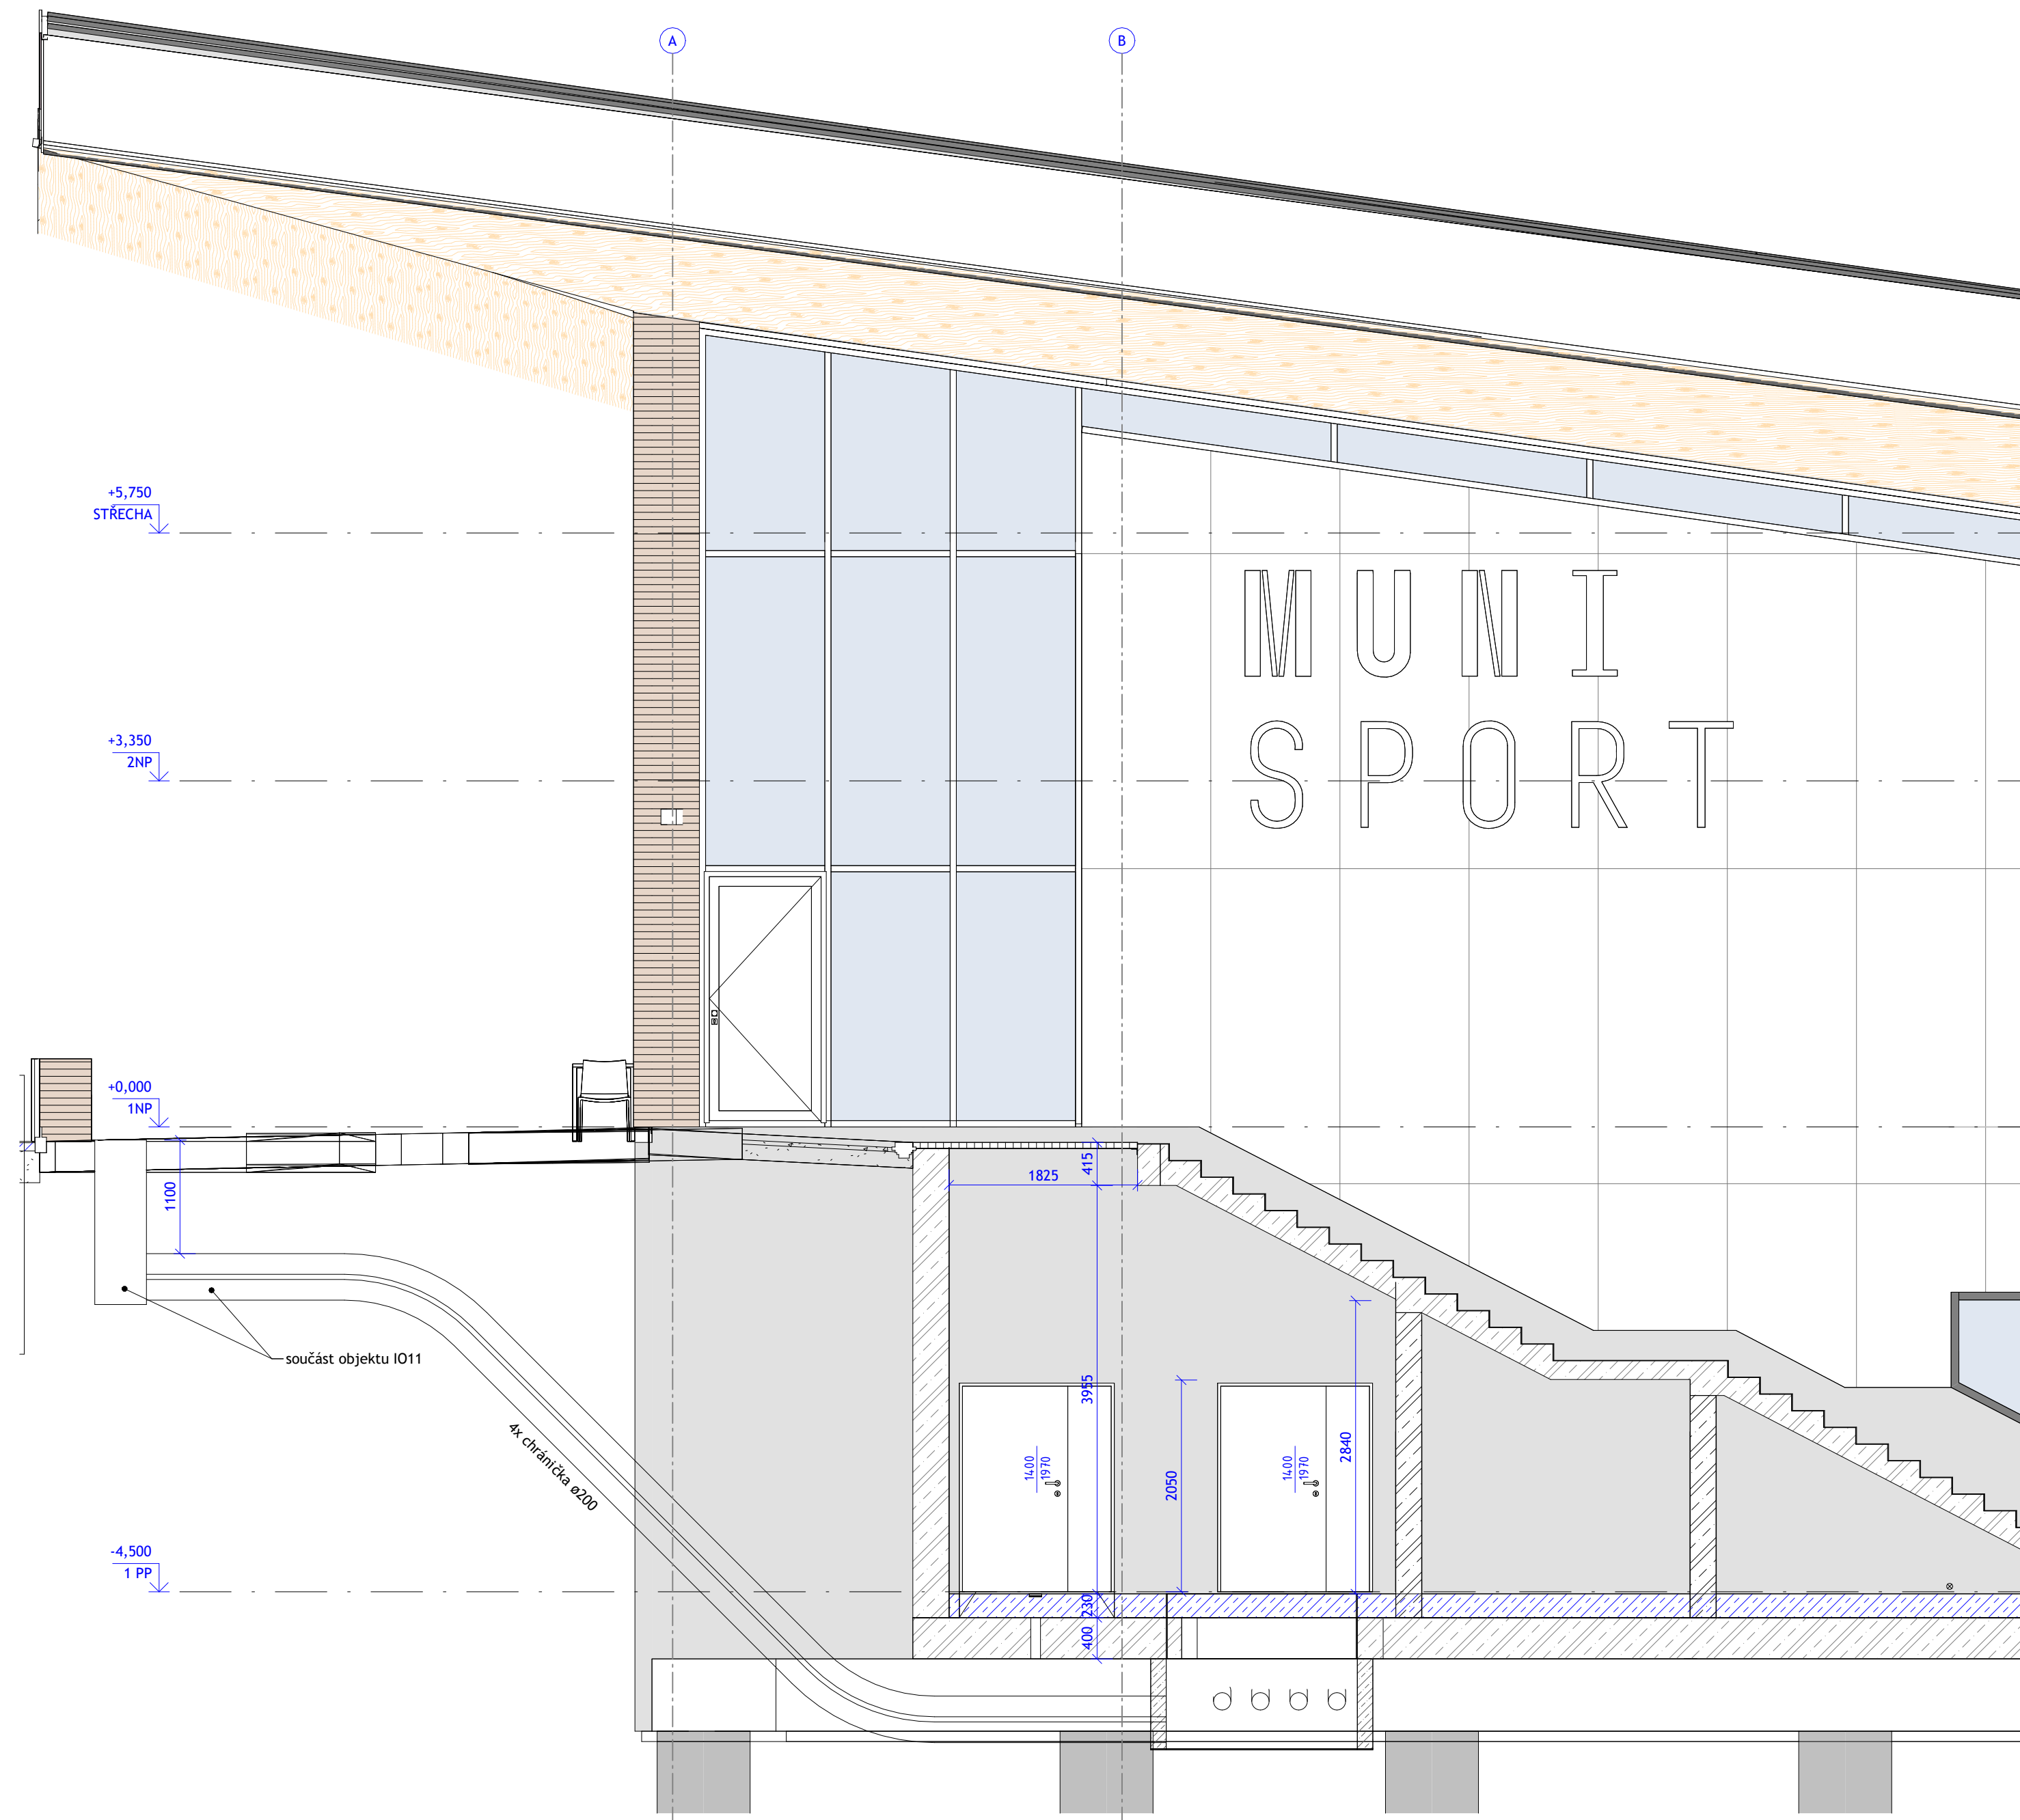 A
B
+5,750
STŘECHA
MUNI
SPORT
+3,350
2NP
+0,000
1NP
1100
415
1825
součást objektu IO11
3955
2840
2050
4x chránička ø200
1400
1970
1400
1970
-4,500
1 PP
230
400